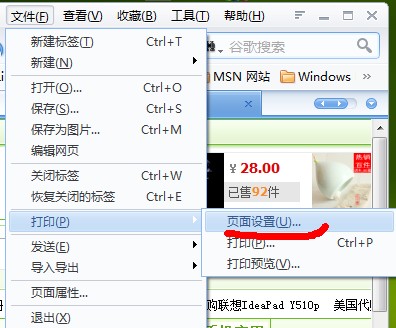 文件(F) 查看(V) 收藏(B) 工具(T) 帮助(H)
新建标签(T) Ctrl+T
新建(N)
谷歌搜索
打开(O)... Ctrl+O
MSN 网站 Windows
保存(S)... Ctrl+S
保存为图片... Ctrl+M
编辑网页
关闭标签 Ctrl+W
恢复关闭的标签 Ctrl+E
¥ 28.00
已售92件
热销宣件
打印(P)
页面设置(U)...
打印(P)... Ctrl+P
打印预览(V)...
发送(E)
导入导出
页面属性...
购联想IdeaPad Y510p 美国代
退出(X)